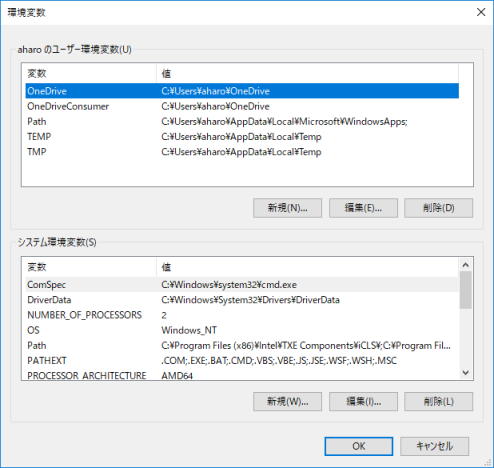 環境変数
aharo のユーザー環境変数(U)
変数 値
OneDrive C:¥Users¥aharo¥OneDrive
OneDriveConsumer C:¥Users¥aharo¥OneDrive
Path C:¥Users¥aharo¥AppData¥Local¥Microsoft¥WindowsApps;
TEMP C:¥Users¥aharo¥AppData¥Local¥Temp
TMP C:¥Users¥aharo¥AppData¥Local¥Temp
新規(N)... 編集(E)... 削除(D)
システム環境変数(S)
変数 値
ComSpec C:¥Windows¥system32¥cmd.exe
DriverData C:¥Windows¥System32¥Drivers¥DriverData
NUMBER_OF_PROCESSORS 2
OS Windows_NT
Path C:¥Program Files (x86)¥Intel¥TXE Components¥iCLS¥;C:¥Program Fil...
PATHEXT .COM;.EXE;.BAT;.CMD;.VBS;.VBE;.JS;.JSE;.WSF;.WSH;.MSC
PROCESSOR_ARCHITECTURE AMD64
新規(W)... 編集(I)... 削除(L)
OK キャンセル